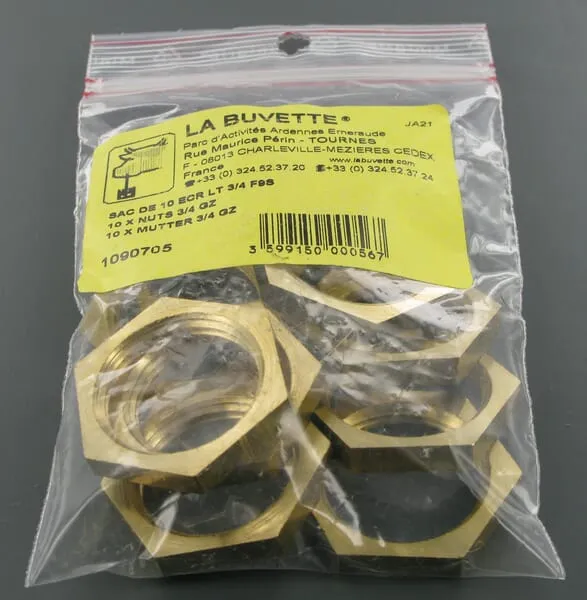 LA BUVETTE®
JA21
Parc d'Activités Ardennes Emeraude
Rue Maurice Périn - TOURNES
F - 08013 CHARLEVILLE-MEZIERES CEDEX
France
www.labuvette.com
☎+33 (0) 324.52.37.20 ☎+33 (0) 324.52.37 24
SAC DE 10 ECR LT 3/4 F9S
10 X NUTS 3/4 GZ
10 X MUTTER 3/4 GZ
1090705
3 599150 000567